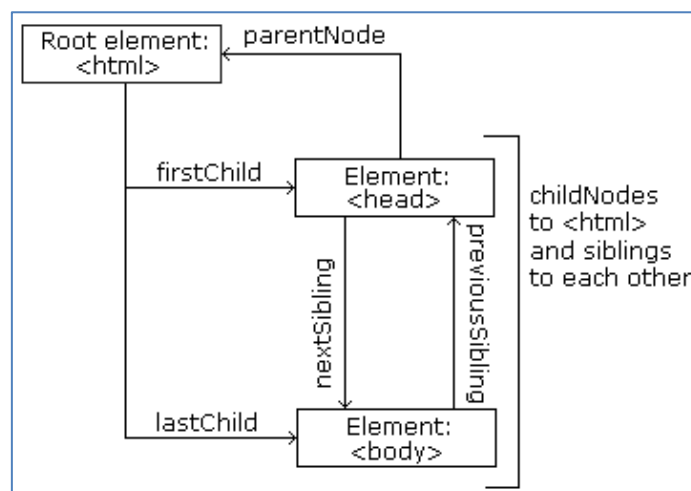 Root element:
<html>
parentNode
firstChild
Element:
<head>
childNodes
to <html>
and siblings
to each other
nextSibling
previousSibling
lastChild
Element:
<body>